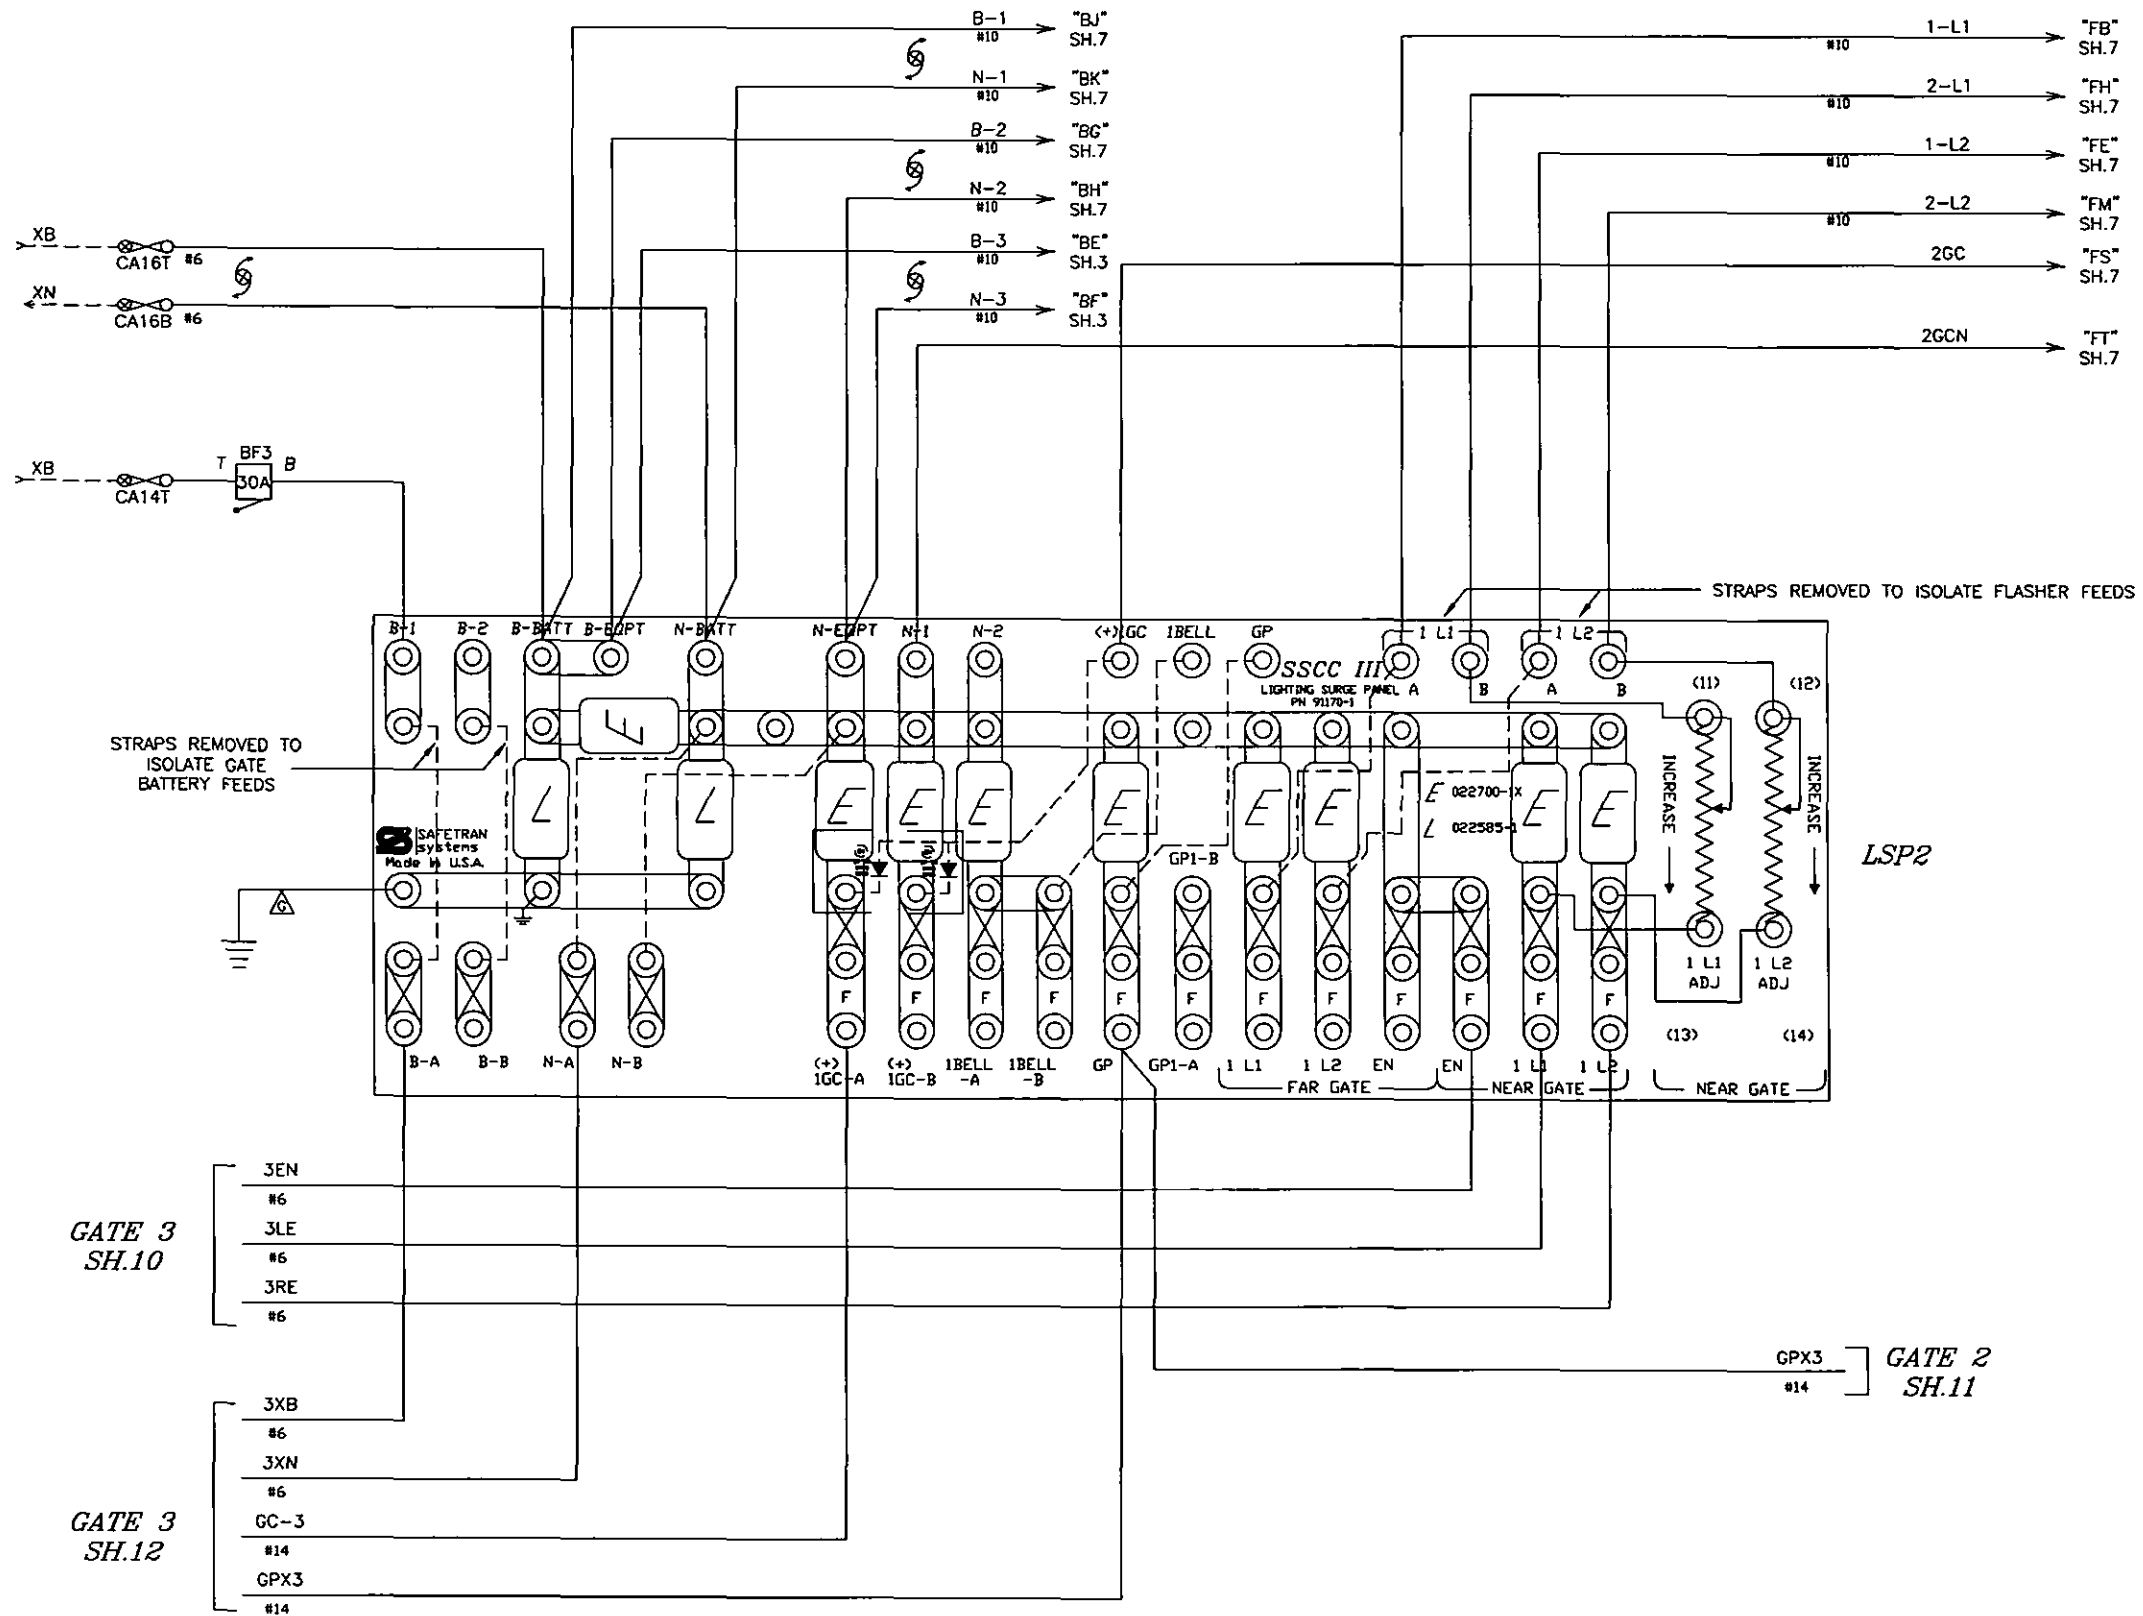 B-1
#10
"BJ"
SH.7
N-1
#10
"BK"
SH.7
B-2
#10
"BG"
SH.7
N-2
#10
"BH"
SH.7
B-3
#10
"BE"
SH.3
N-3
#10
"BF"
SH.3
1-L1
#10
"FB"
SH.7
2-L1
#10
"FH"
SH.7
1-L2
#10
"FE"
SH.7
2-L2
#10
"FM"
SH.7
2GC
"FS"
SH.7
2GCN
"FT"
SH.7
XB
CA16T
#6
XN
CA16B
#6
XB
CA14T
T
BF3
B
30A
STRAPS REMOVED TO ISOLATE FLASHER FEEDS
B-1
B-2
B-BATT
B-EQPT
N-BATT
N-EQPT
N-1
N-2
(+)1GC
1BELL
GP
1 L1
1 L2
SSCC III
LIGHTING SURGE PANEL
PN 91170-1
A
B
A
B
(11)
(12)
STRAPS REMOVED TO
ISOLATE GATE
BATTERY FEEDS
E
L
L
E
E
E
E
E
E
E
E
E 022700-1X
L 022585-1
INCREASE
INCREASE
SAFETRAN
systems
Made in U.S.A.
GP1-B
LSP2
G
1 L1
ADJ
1 L2
ADJ
F
F
F
F
F
F
F
F
F
F
F
F
(13)
(14)
B-A
B-B
N-A
N-B
(+)
1GC-A
(+)
1GC-B
1BELL
-A
1BELL
-B
GP
GP1-A
1 L1
1 L2
EN
EN
1 L1
1 L2
FAR GATE
NEAR GATE
NEAR GATE
GATE 3
SH.10
3EN
#6
3LE
#6
3RE
#6
GPX3
#14
GATE 2
SH.11
GATE 3
SH.12
3XB
#6
3XN
#6
GC-3
#14
GPX3
#14